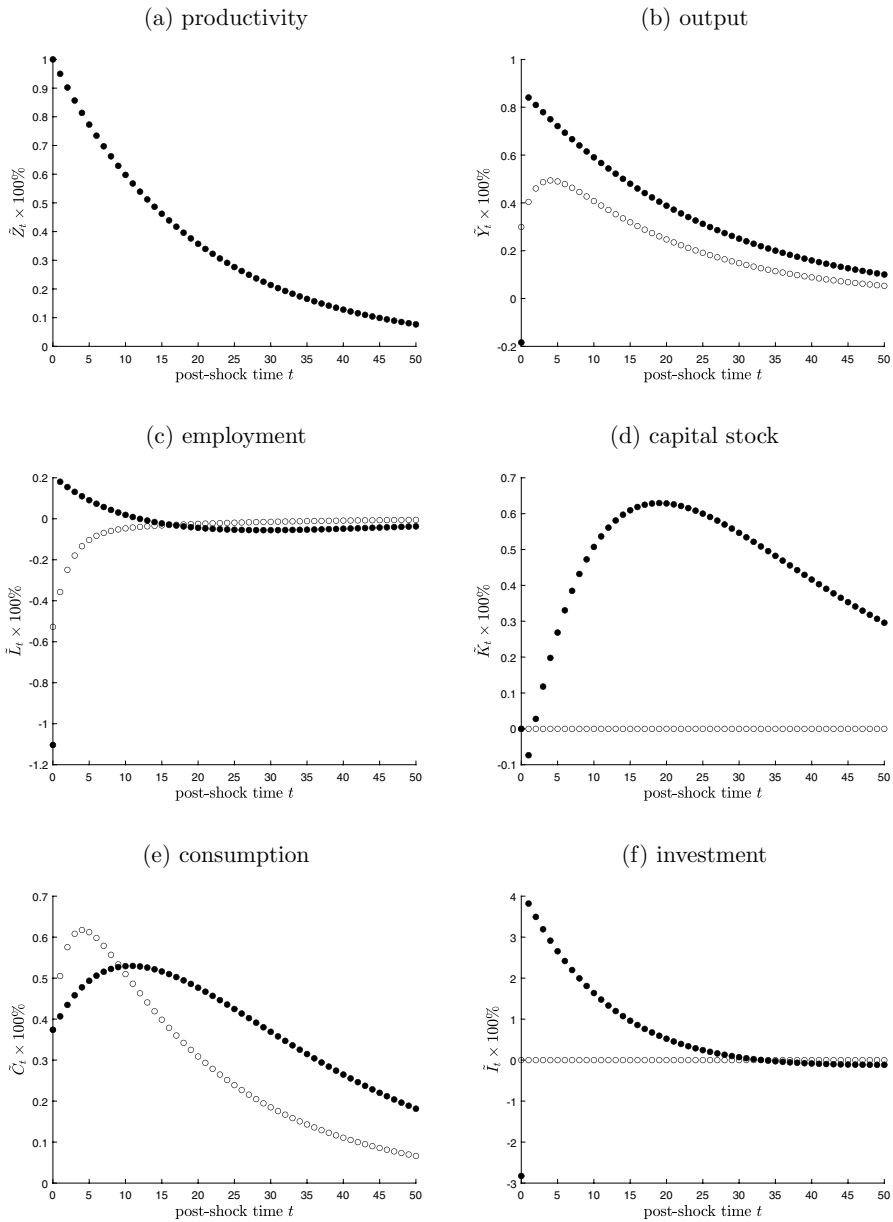 (a) productivity
1
0.9
0.8
0.7
0.6
0.5
0.4
0.3
0.2
0.1
0
Z̃ₜ × 100%
0 5 10 15 20 25 30 35 40 45 50
post-shock time t
(b) output
1
0.8
0.6
0.4
0.2
0
-0.2
Ỹₜ × 100%
0 5 10 15 20 25 30 35 40 45 50
post-shock time t
(c) employment
0.2
0
-0.2
-0.4
-0.6
-0.8
-1
-1.2
L̃ₜ × 100%
0 5 10 15 20 25 30 35 40 45 50
post-shock time t
(d) capital stock
0.7
0.6
0.5
0.4
0.3
0.2
0.1
0
-0.1
K̃ₜ × 100%
0 5 10 15 20 25 30 35 40 45 50
post-shock time t
(e) consumption
0.7
0.6
0.5
0.4
0.3
0.2
0.1
0
C̃ₜ × 100%
0 5 10 15 20 25 30 35 40 45 50
post-shock time t
(f) investment
4
3
2
1
0
-1
-2
-3
Ĩₜ × 100%
0 5 10 15 20 25 30 35 40 45 50
post-shock time t